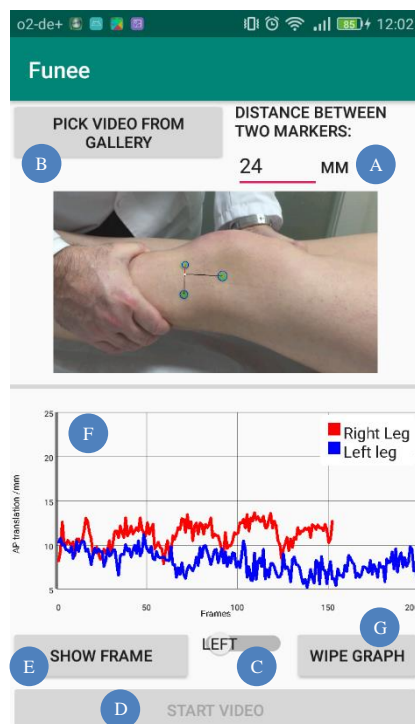 o2-de+ 85 12:02
Funee
PICK VIDEO FROM
GALLERY
B
DISTANCE BETWEEN
TWO MARKERS:
24 MM A
F
Right Leg
Left leg
AP translation /mm
25
20
15
10
5
0 50 100 150 200
Frames
G
SHOW FRAME
E
LEFT
C
WIPE GRAPH
D
START VIDEO